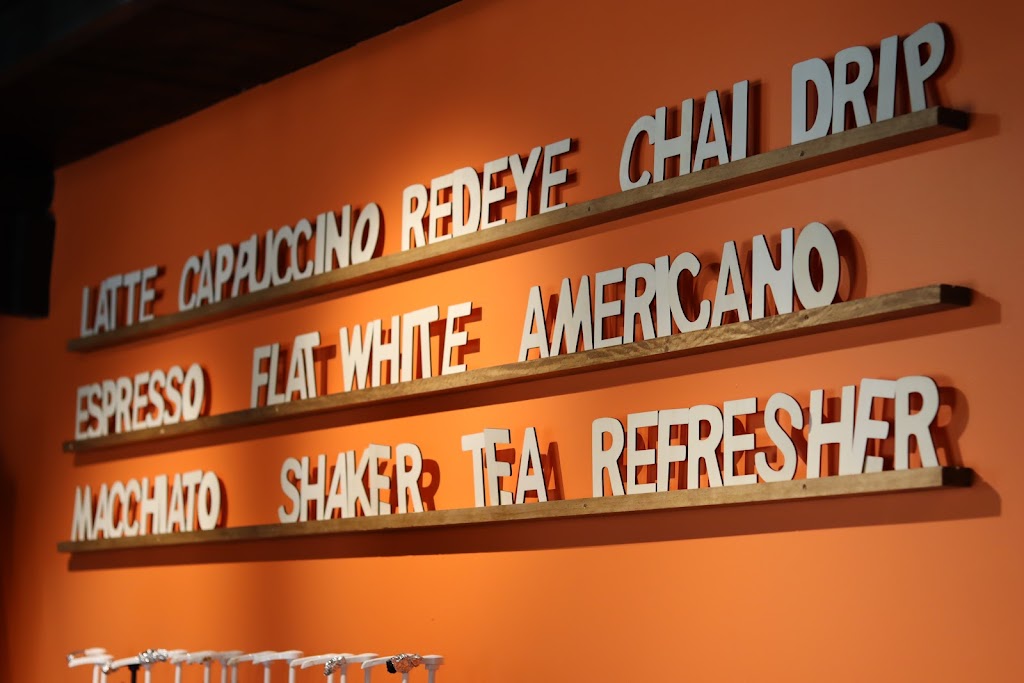 LATTE CAPPUCCINO REDEYE CHAI DRIP
ESPRESSO FLAT WHITE AMERICANO
MACCHIATO SHAKER TEA REFRESHER